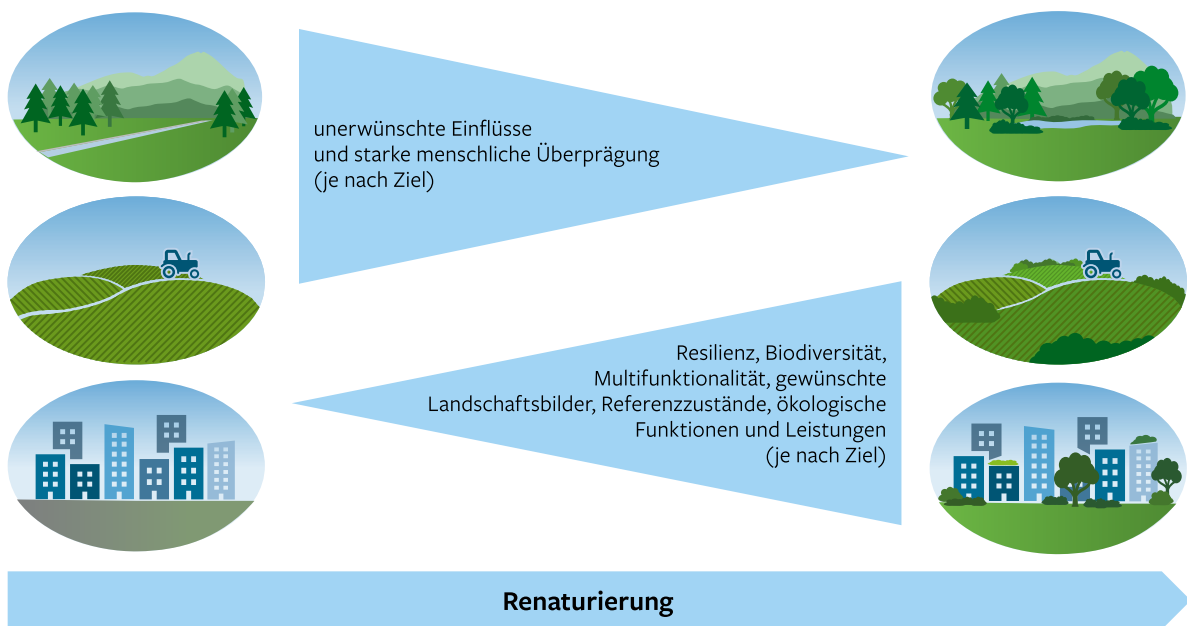 unerwünschte Einflüsse
und starke menschliche Überprägung
(je nach Ziel)
Resilienz, Biodiversität,
Multifunktionalität, gewünschte
Landschaftsbilder, Referenzzustände, ökologische
Funktionen und Leistungen
(je nach Ziel)
Renaturierung